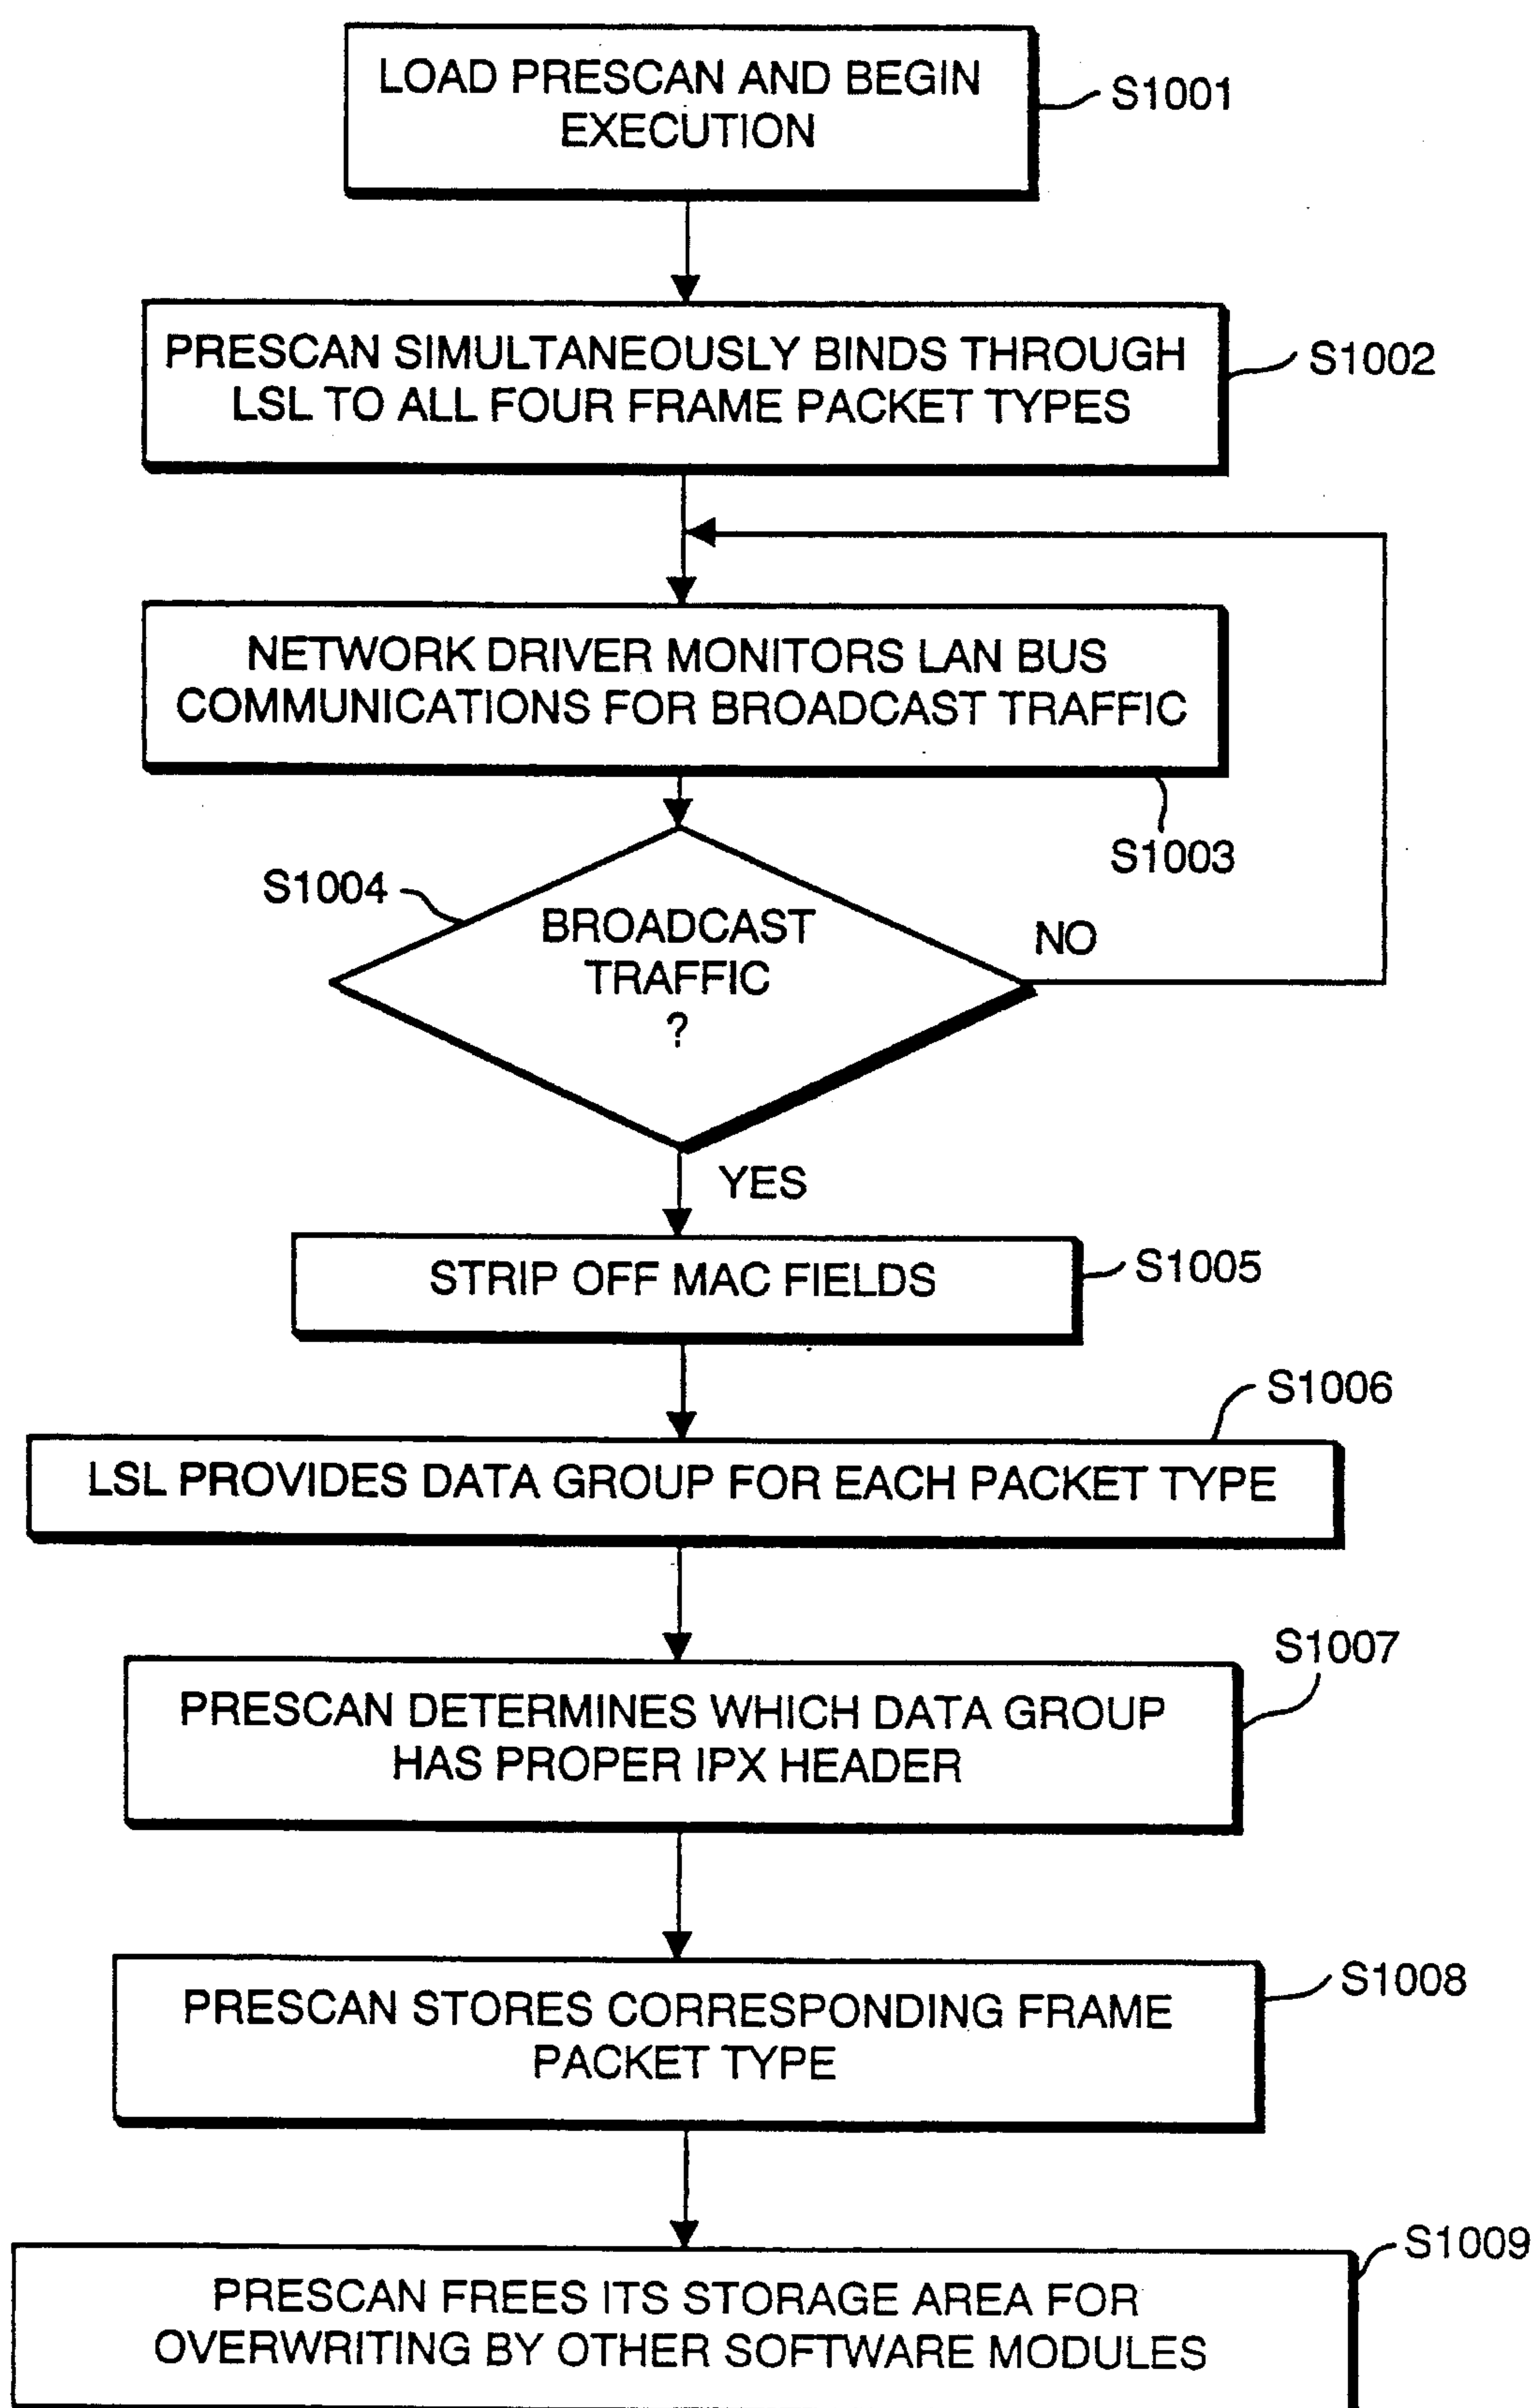 LOAD PRESCAN AND BEGIN
EXECUTION
S1001
PRESCAN SIMULTANEOUSLY BINDS THROUGH
LSL TO ALL FOUR FRAME PACKET TYPES
S1002
NETWORK DRIVER MONITORS LAN BUS
COMMUNICATIONS FOR BROADCAST TRAFFIC
S1003
S1004
BROADCAST
TRAFFIC
?
NO
YES
STRIP OFF MAC FIELDS
S1005
S1006
LSL PROVIDES DATA GROUP FOR EACH PACKET TYPE
S1007
PRESCAN DETERMINES WHICH DATA GROUP
HAS PROPER IPX HEADER
S1008
PRESCAN STORES CORRESPONDING FRAME
PACKET TYPE
S1009
PRESCAN FREES ITS STORAGE AREA FOR
OVERWRITING BY OTHER SOFTWARE MODULES